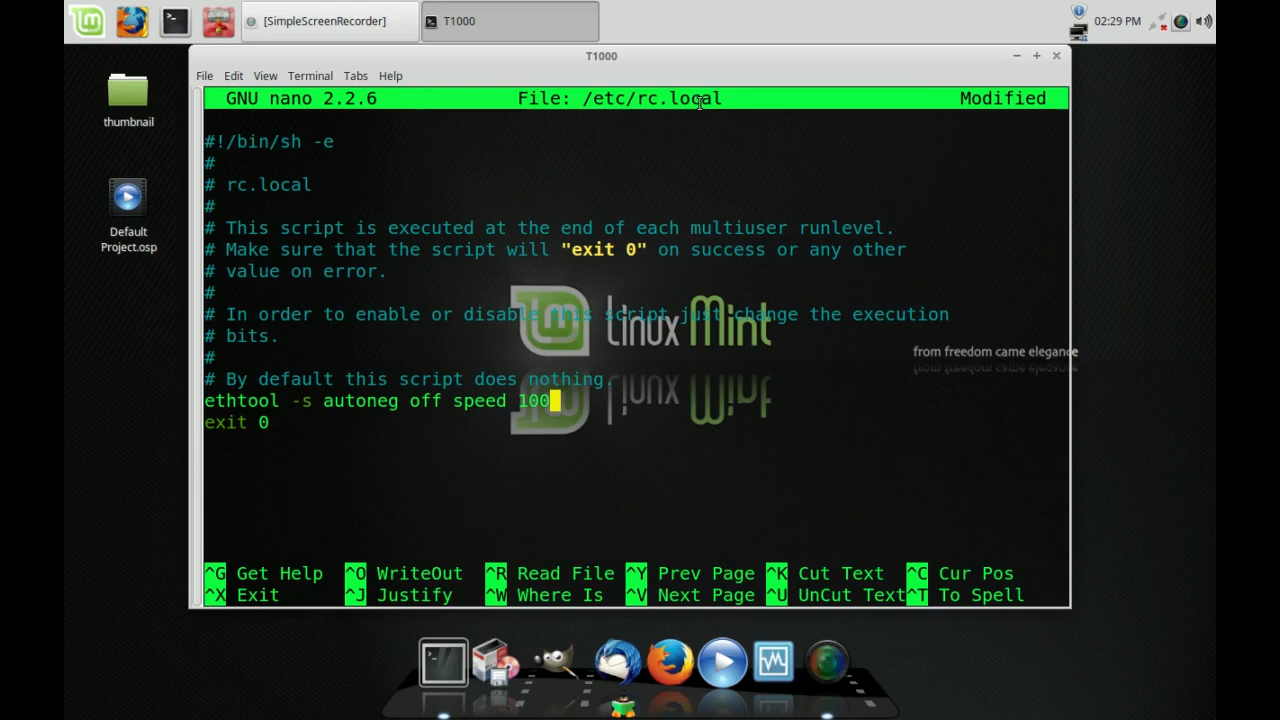 [SimpleScreenRecorder]
T1000
02:29 PM
T1000
File Edit View Terminal Tabs Help
GNU nano 2.2.6 File: /etc/rc.local Modified
#!/bin/sh -e
#
# rc.local
#
# This script is executed at the end of each multiuser runlevel.
# Make sure that the script will "exit 0" on success or any other
# value on error.
#
# In order to enable or disable this script just change the execution
# bits.
#
# By default this script does nothing.
ethtool -s autoneg off speed 100
exit 0
^G Get Help ^O WriteOut ^R Read File ^Y Prev Page ^K Cut Text ^C Cur Pos
^X Exit ^J Justify ^W Where Is ^V Next Page ^U UnCut Text ^T To Spell
thumbnail
Default
Project.osp
Linux Mint
from freedom came elegance